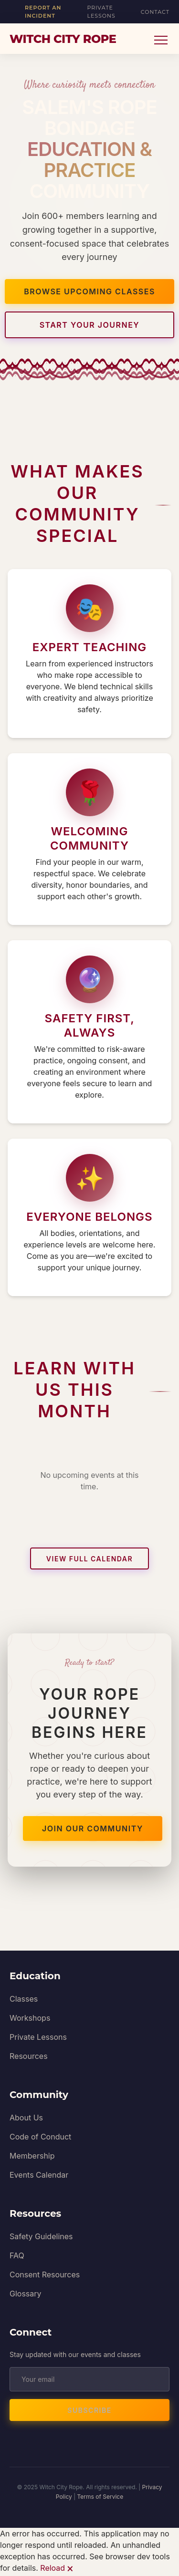 REPORT AN
INCIDENT
PRIVATE
LESSONS
CONTACT
WITCH CITY ROPE
Where curiosity meets connection
SALEM'S ROPE
BONDAGE
EDUCATION &
PRACTICE
COMMUNITY
Join 600+ members learning and
growing together in a supportive,
consent-focused space that celebrates
every journey
BROWSE UPCOMING CLASSES
START YOUR JOURNEY
WHAT MAKES
OUR
COMMUNITY
SPECIAL
EXPERT TEACHING
Learn from experienced instructors
who make rope accessible to
everyone. We blend technical skills
with creativity and always prioritize
safety.
WELCOMING
COMMUNITY
Find your people in our warm,
respectful space. We celebrate
diversity, honor boundaries, and
support each other's growth.
SAFETY FIRST,
ALWAYS
We're committed to risk-aware
practice, ongoing consent, and
creating an environment where
everyone feels secure to learn and
explore.
EVERYONE BELONGS
All bodies, orientations, and
experience levels are welcome here.
Come as you are—we're excited to
support your unique journey.
LEARN WITH
US THIS
MONTH
No upcoming events at this
time.
VIEW FULL CALENDAR
Ready to start?
YOUR ROPE
JOURNEY
BEGINS HERE
Whether you're curious about
rope or ready to deepen your
practice, we're here to support
you every step of the way.
JOIN OUR COMMUNITY
Education
Classes
Workshops
Private Lessons
Resources
Community
About Us
Code of Conduct
Membership
Events Calendar
Resources
Safety Guidelines
FAQ
Consent Resources
Glossary
Connect
Stay updated with our events and classes
Your email
SUBSCRIBE
© 2025 Witch City Rope. All rights reserved. | Privacy
Policy | Terms of Service
An error has occurred. This application may no
longer respond until reloaded. An unhandled
exception has occurred. See browser dev tools
for details. Reload ×